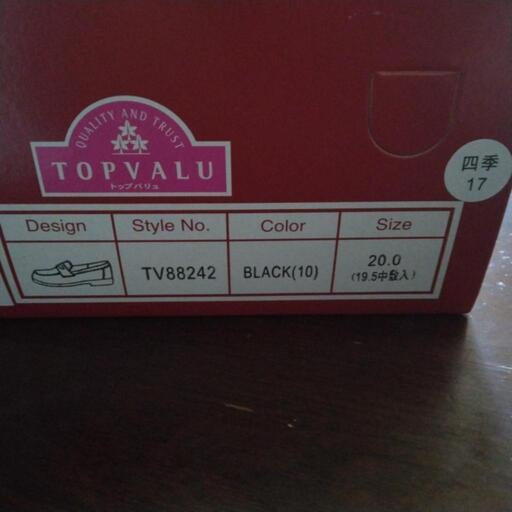 QUALITY AND TRUST
TOPVALU
トップバリュ
四季
17
Design Style No. Color Size
TV88242 BLACK(10) 20.0
(19.5中敷入)